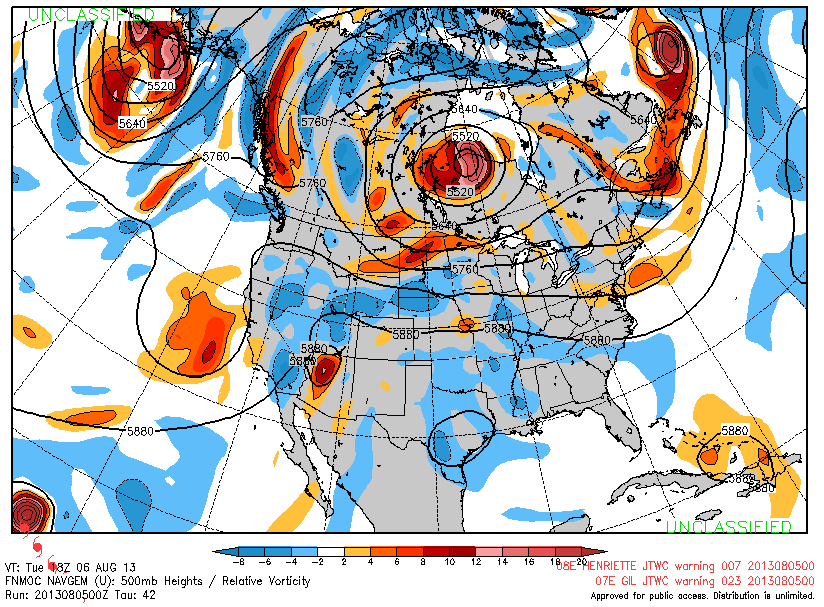 UNCLASSIFIED
5520
5640
5760
5640
5640
5520
5760
5760
5520
5640
5760
5880
5880
5880
5880
5880
5880
5880
5880
5880
UNCLASSIFIED
-8 -6 -4 -2 2 4 6 8 10 12 14 16 18 20
VT: Tue 18Z 06 AUG 13
08E HENRIETTE JTWC warning 007 2013080500
FNMOC NAVGEM (U): 500mb Heights / Relative Vorticity
07E GIL JTWC warning 023 2013080500
Run: 2013080500Z Tau: 42
Approved for public access. Distribution is unlimited.